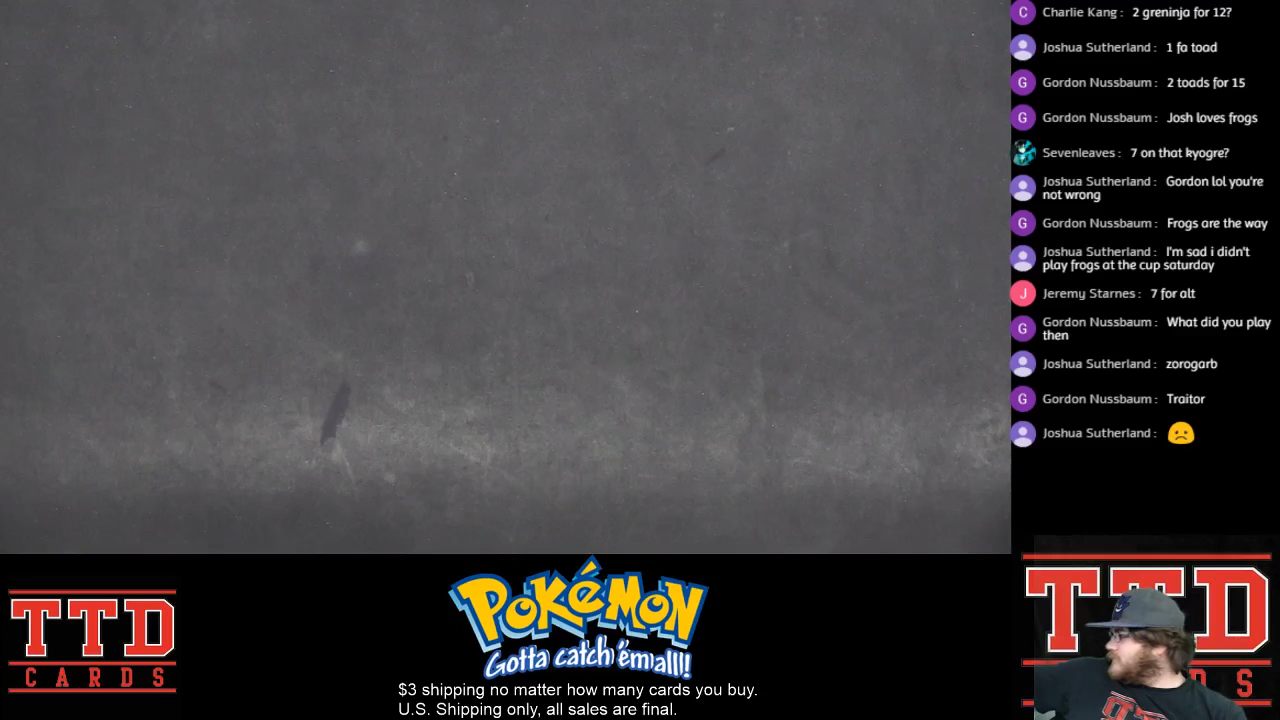 C Charlie Kang : 2 greninja for 12?
Joshua Sutherland : 1 fa toad
G Gordon Nussbaum : 2 toads for 15
G Gordon Nussbaum : Josh loves frogs
Sevenleaves : 7 on that kyogre?
Joshua Sutherland : Gordon lol you're
not wrong
G Gordon Nussbaum : Frogs are the way
Joshua Sutherland : I'm sad i didn't
play frogs at the cup saturday
J Jeremy Starnes : 7 for alt
G Gordon Nussbaum : What did you play
then
Joshua Sutherland : zorogarb
G Gordon Nussbaum : Traitor
Joshua Sutherland : ☹
TTD
CARDS
POKéMON
Gotta catch 'em all!
$3 shipping no matter how many cards you buy.
U.S. Shipping only, all sales are final.
TTD